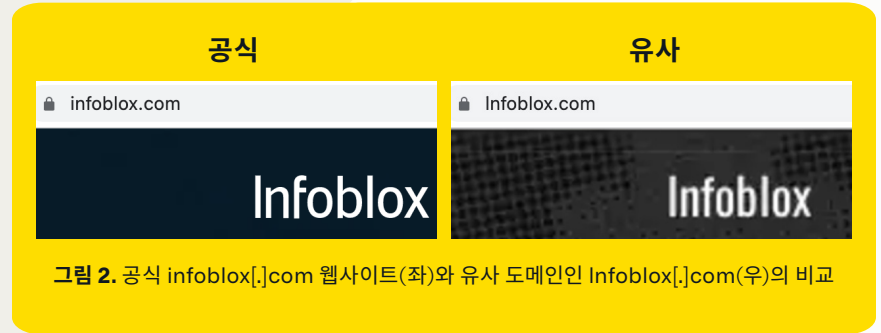 공식
유사
infoblox.com
lnfoblox.com
Infoblox
lnfoblox
그림 2. 공식 infoblox[.]com 웹사이트(좌)와 유사 도메인인 lnfoblox[.]com(우)의 비교